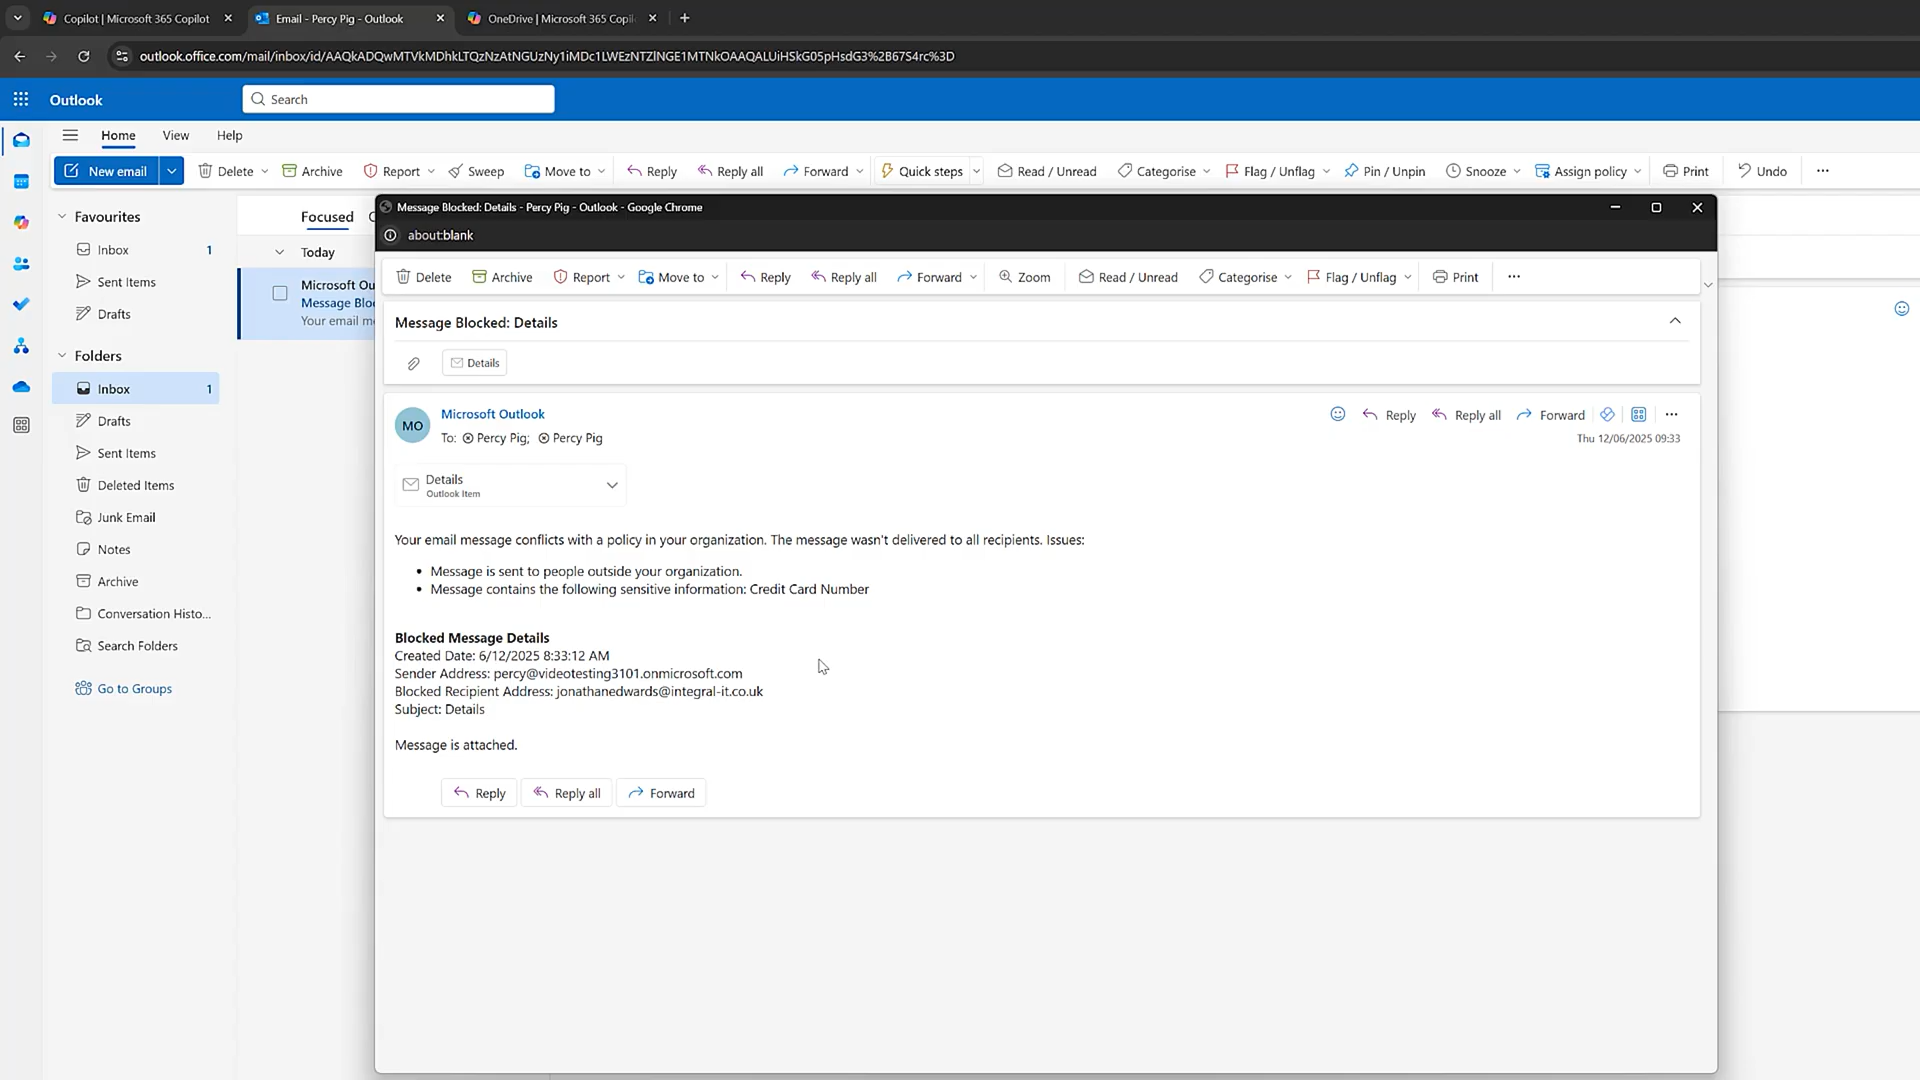 Copilot | Microsoft 365 Copilot
Email - Percy Pig - Outlook
OneDrive | Microsoft 365 Copil
outlook.office.com/mail/inbox/id/AAQkADQwMTVkMDhkLTQzNzAtNGUzNy1iMDc1LWEzNTZlNGE1MTNkOAAQALUiHSkG05pHsdG3%2B67S4rc%3D
Outlook
Search
Home View Help
New email Delete Archive Report Sweep Move to Reply Reply all Forward Quick steps Read / Unread Categorise Flag / Unflag Pin / Unpin Snooze Assign policy Print Undo ...
Favourites
Inbox 1
Sent Items
Drafts
Folders
Inbox 1
Drafts
Sent Items
Deleted Items
Junk Email
Notes
Archive
Conversation Histo...
Search Folders
Go to Groups
Focused
Today
Microsoft Ou
Message Bloc
Your email me
Message Blocked: Details - Percy Pig - Outlook - Google Chrome
about:blank
Delete Archive Report Move to Reply Reply all Forward Zoom Read / Unread Categorise Flag / Unflag Print ...
Message Blocked: Details
Details
MO
Microsoft Outlook
To: Percy Pig; Percy Pig
Reply Reply all Forward ...
Thu 12/06/2025 09:33
Details
Outlook Item
Your email message conflicts with a policy in your organization. The message wasn't delivered to all recipients. Issues:
• Message is sent to people outside your organization.
• Message contains the following sensitive information: Credit Card Number
Blocked Message Details
Created Date: 6/12/2025 8:33:12 AM
Sender Address: percy@videotesting3101.onmicrosoft.com
Blocked Recipient Address: jonathanedwards@integral-it.co.uk
Subject: Details
Message is attached.
Reply Reply all Forward